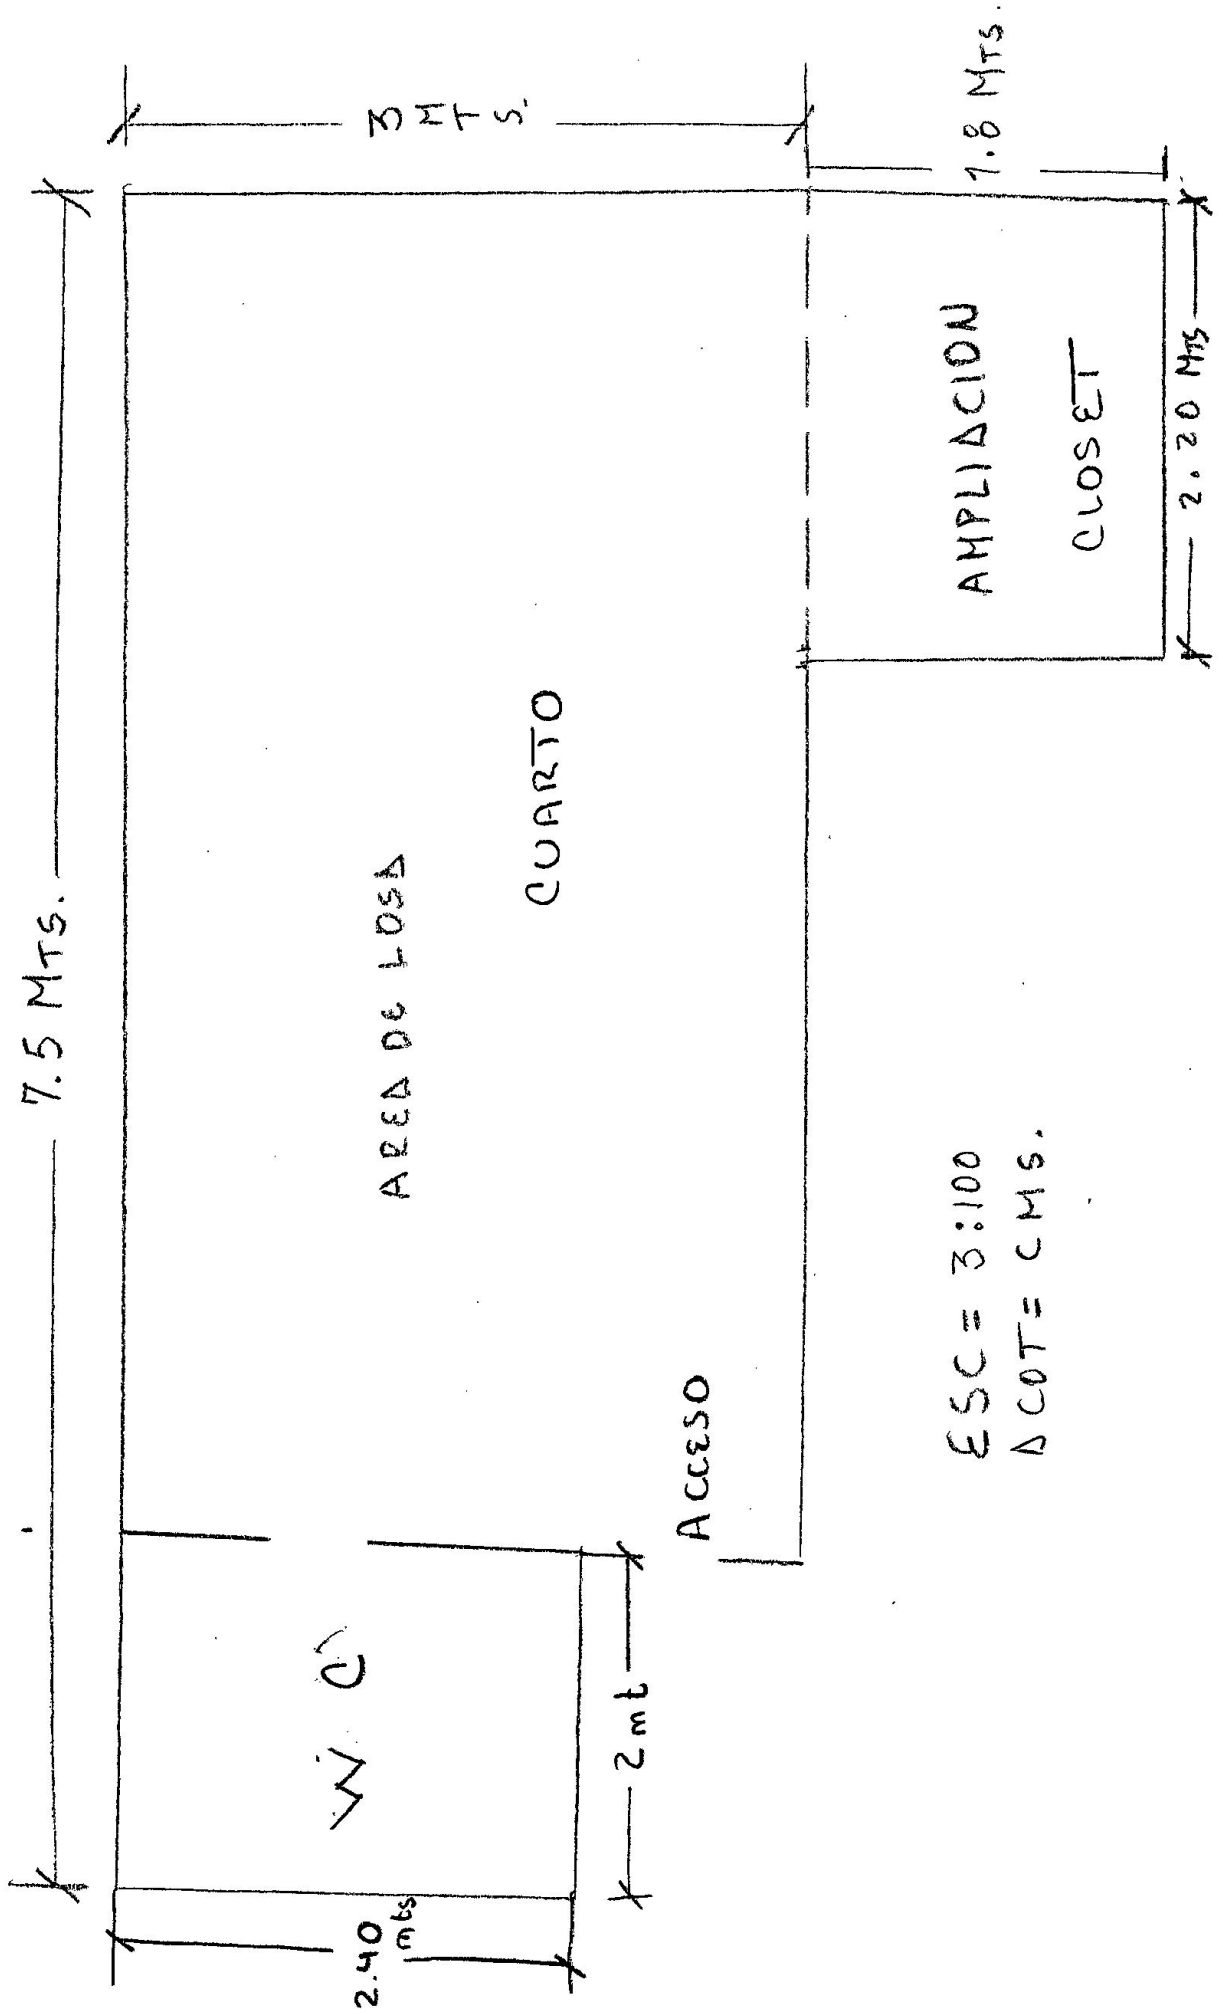 7.5 MTS.
3
M
T
S.
AREA DE LOSA
CUARTO
W C
2.40
mts
2 mt
ACCESO
1.8 MTS.
AMPLIACION
CLOSET
2.20 MTS
ESC = 3:100
ACOT = CMS.